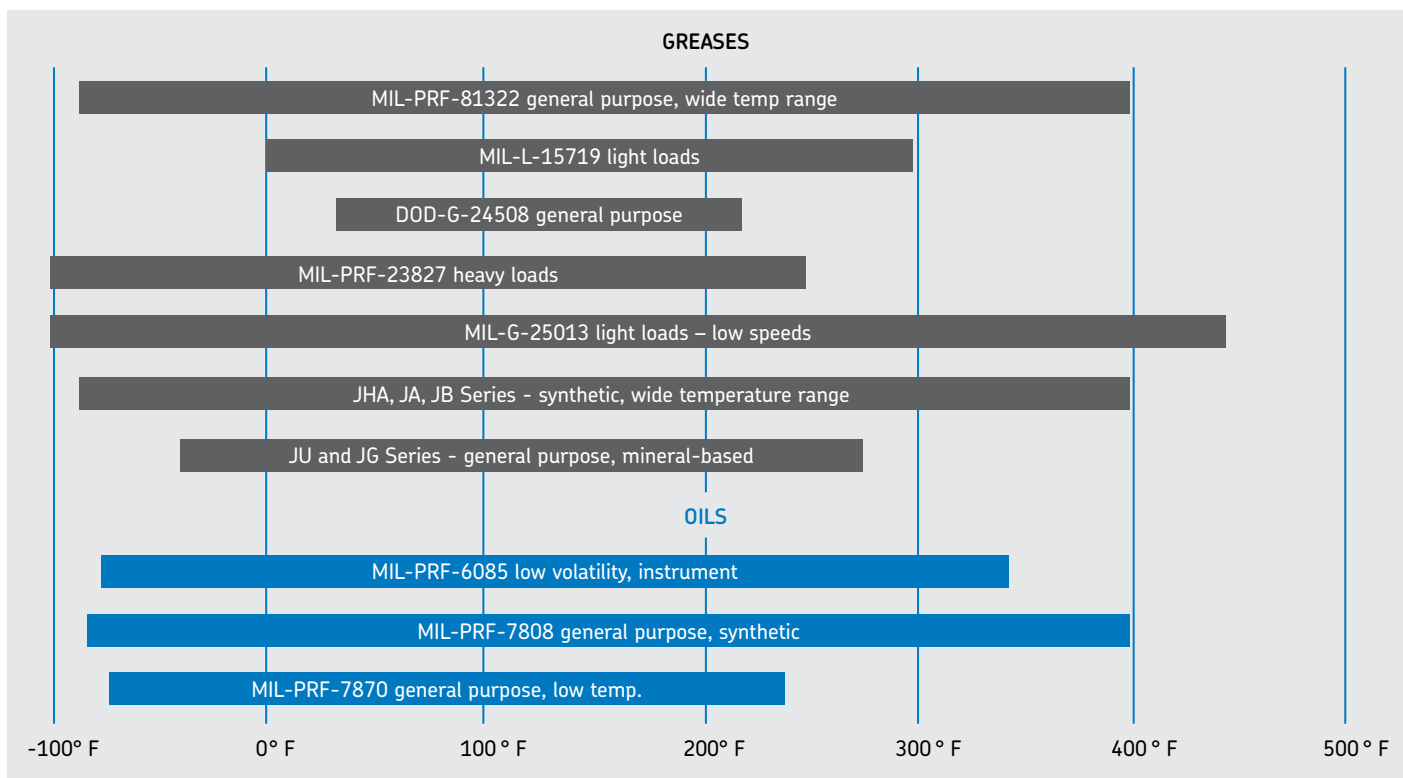 GREASES
MIL-PRF-81322 general purpose, wide temp range
MIL-L-15719 light loads
DOD-G-24508 general purpose
MIL-PRF-23827 heavy loads
MIL-G-25013 light loads – low speeds
JHA, JA, JB Series - synthetic, wide temperature range
JU and JG Series - general purpose, mineral-based
OILS
MIL-PRF-6085 low volatility, instrument
MIL-PRF-7808 general purpose, synthetic
MIL-PRF-7870 general purpose, low temp.
-100° F 0° F 100 ° F 200° F 300 ° F 400 ° F 500 ° F